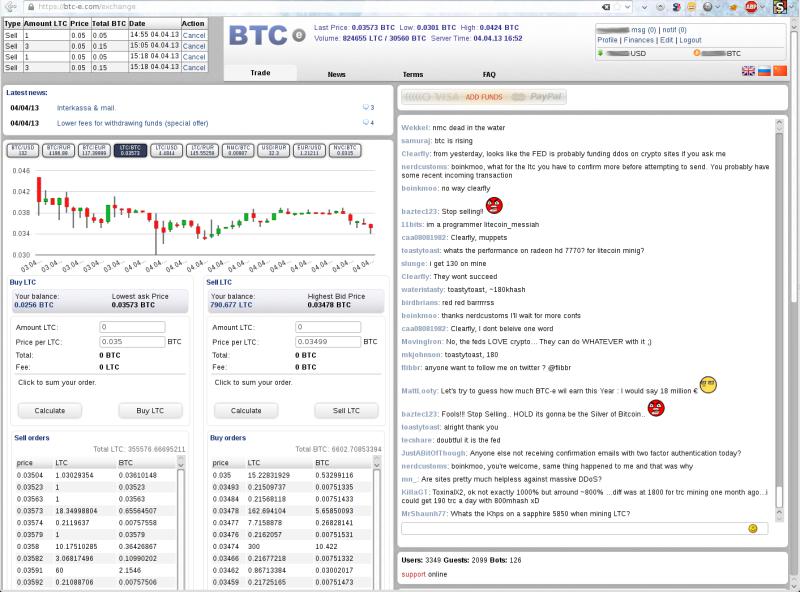 https://btc-e.com/exchange
Type Amount LTC Price Total BTC Date Action
Sell 1 0.05 0.05 14:55 04.04.13 Cancel
Sell 3 0.05 0.15 15:05 04.04.13 Cancel
Sell 1 0.05 0.05 15:18 04.04.13 Cancel
Sell 3 0.05 0.15 15:18 04.04.13 Cancel
BTC e
Last Price: 0.03573 BTC Low: 0.0301 BTC High: 0.0424 BTC
Volume: 824655 LTC / 30560 BTC Server Time: 04.04.13 16:52
msg (0) | notif (0)
Profile | Finances | Edit | Logout
USD BTC
Trade News Terms FAQ
Latest news:
04/04/13 Interkassa & mail. 3
04/04/13 Lower fees for withdrawing funds (special offer) 4
VISA ADD FUNDS PayPal
BTC/USD BTC/RUR BTC/EUR LTC/BTC LTC/USD LTC/RUR NMC/BTC USD/RUR EUR/USD NVC/BTC
132 4198.99 117.39999 0.03573 4.4844 145.55259 0.00887 32.3 1.21211 0.0315
0.046
0.042
0.038
0.034
0.030
03.04... 03.04... 03.04... 03.04... 04.04... 04.04... 04.04... 04.04... 04.04... 04.04... 04.04... 04.04... 04.04... 04.04...
Buy LTC
Your balance: Lowest ask Price
0.0256 BTC 0.03573 BTC
Amount LTC: 0
Price per LTC: 0.035 BTC
Total: 0 BTC
Fee: 0 LTC
Click to sum your order.
Calculate Buy LTC
Sell LTC
Your balance: Highest Bid Price
790.677 LTC 0.03478 BTC
Amount LTC: 0
Price per LTC: 0.03499 BTC
Total: 0 BTC
Fee: 0 BTC
Click to sum your order.
Calculate Sell LTC
Sell orders
Total LTC: 355576.66695211
price LTC BTC
0.03504 1.03029354 0.03610148
0.03523 1 0.03523
0.03563 1 0.03563
0.03573 18.34998804 0.65564507
0.03574 0.2119637 0.00757558
0.03579 1 0.03579
0.0358 10.17510285 0.36426867
0.03582 3.06817496 0.10990202
0.03591 60 2.1546
0.03592 0.21088706 0.00757506
Buy orders
Total BTC: 6602.70853394
price LTC BTC
0.035 15.22831929 0.53299116
0.03493 0.21509737 0.00751335
0.03484 0.21568118 0.00751433
0.03478 162.694104 5.65850093
0.03477 7.7158878 0.26828141
0.03476 0.2162057 0.00751531
0.03474 300 10.422
0.03466 0.21677218 0.00751332
0.03462 0.86713384 0.03002017
0.03459 0.21725165 0.00751473
Wekkel: nmc dead in the water
samuraj: btc is rising
Clearfly: from yesterday, looks like the FED is probably funding ddos on crypto sites if you ask me
nerdcustoms: boinkmoo, what for the ltc you have to confirm more before attempting to send. You probably have
some recent incoming transaction
boinkmoo: no way clearfly
baztec123: Stop selling!!
11bits: im a programmer litecoin_messiah
caa08081982: Clearfly, muppets
toastytoast: whats the performance on radeon hd 7770? for litecoin minig?
slunge: i get 130 on mine
Clearfly: They wont succeed
wateristasty: toastytoast, ~180khash
birdbrians: red red barrrrss
boinkmoo: thanks nerdcustoms I'll wait for more confs
caa08081982: Clearfly, I dont beleive one word
MovingIron: No, the feds LOVE crypto... They can do WHATEVER with it ;)
mkjohnson: toastytoast, 180
flibbr: anyone want to follow me on twitter ? @flibbr
MattLooty: Let's try to guess how much BTC-e wil earn this Year : I would say 18 million €
baztec123: Fools!!! Stop Selling.. HOLD its gonna be the Silver of Bitcoin..
toastytoast: alright thank you
tecshare: doubtful it is the fed
JustABitOfThough: Anyone else not receiving confirmation emails with two factor authentication today?
nerdcustoms: boinkmoo, you're welcome, same thing happened to me and that was why
mn_: Are sites pretty much helpless against massive DDoS?
KillaGT: ToxinalX2, ok not exactly 1000% but around ~800% ...diff was at 1800 for trc mining one month ago...i
could get 190 trc a day with 800mhash xD
MrShaunh77: Whats the Khps on a sapphire 5850 when mining LTC?
Users: 3349 Guests: 2099 Bots: 126
support online